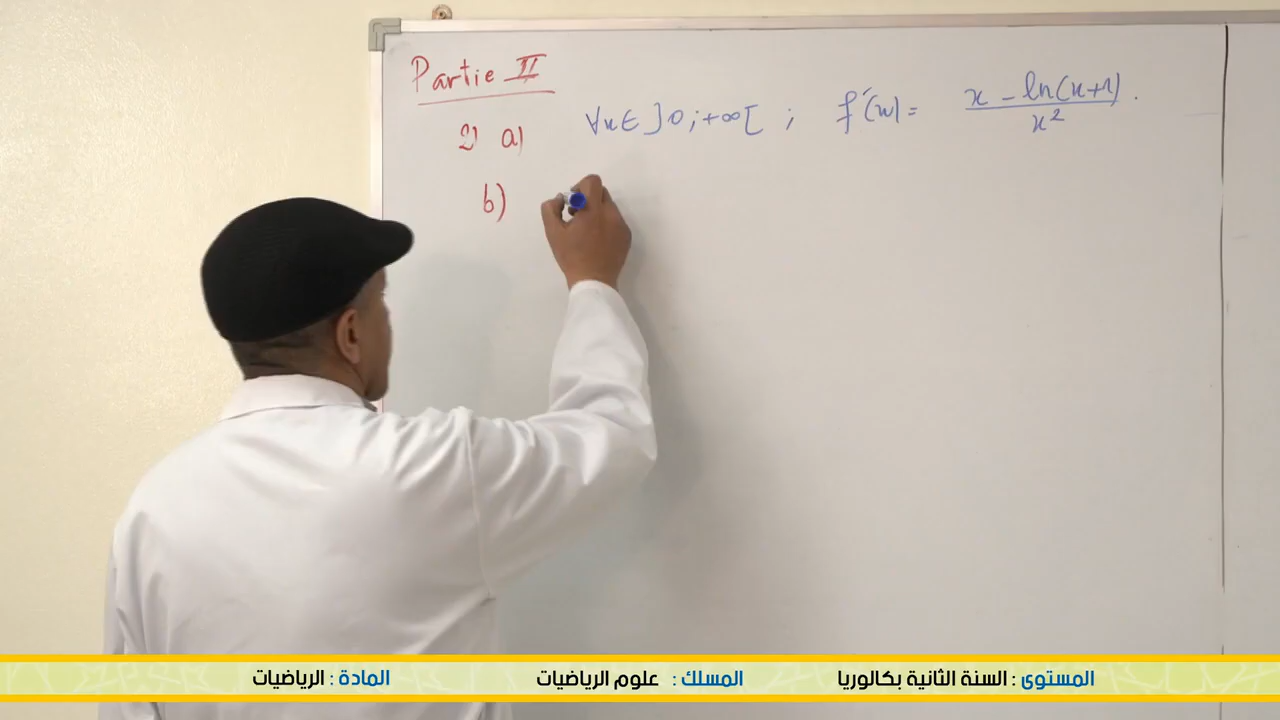 Partie II
2) a) ∀x ∈ ]0 ; +∞[ ; f'(x) = (x - ln(x+1)) / x²
b)
المستوى : السنة الثانية بكالوريا المسلك : علوم الرياضيات المادة : الرياضيات